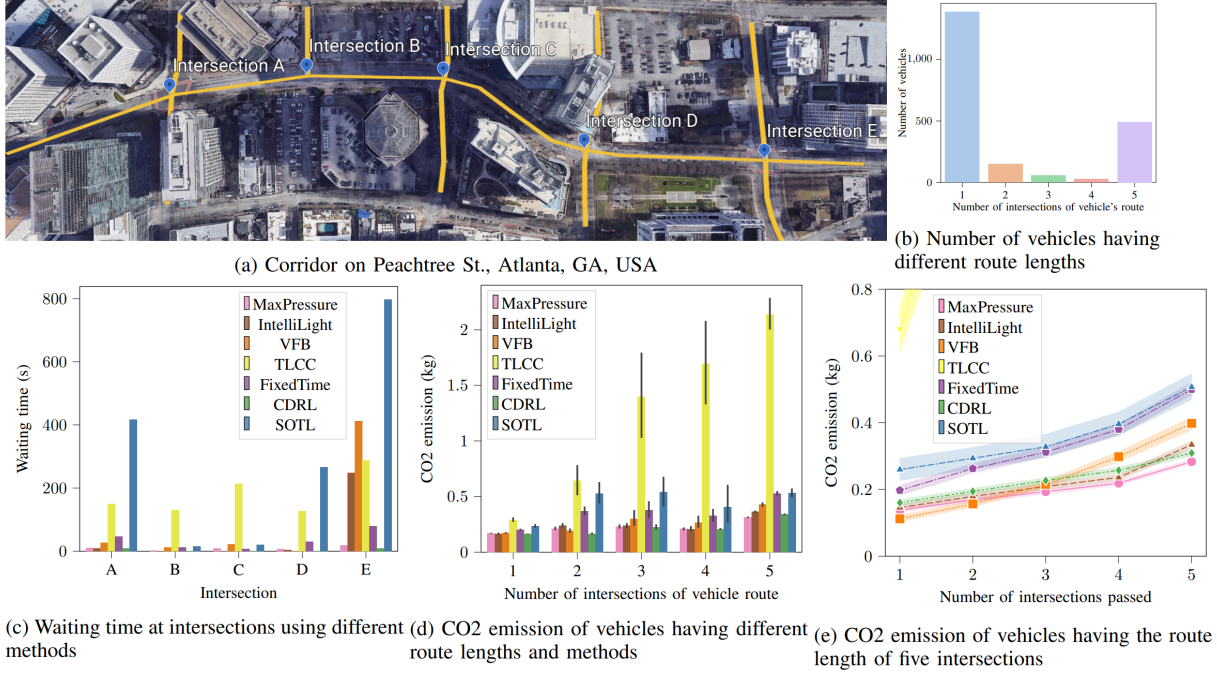 Intersection A
Intersection B
Intersection C
Intersection D
Intersection E
(a) Corridor on Peachtree St., Atlanta, GA, USA
Number of vehicles
1,000
500
0
1 2 3 4 5
Number of intersections of vehicle's route
(b) Number of vehicles having
different route lengths
Waiting time (s)
800
600
400
200
0
MaxPressure
IntelliLight
VFB
TLCC
FixedTime
CDRL
SOTL
A B C D E
Intersection
(c) Waiting time at intersections using different
methods
CO2 emission (kg)
2
1.5
1
0.5
0
MaxPressure
IntelliLight
VFB
TLCC
FixedTime
CDRL
SOTL
1 2 3 4 5
Number of intersections of vehicle route
(d) CO2 emission of vehicles having different
route lengths and methods
CO2 emission (kg)
0.8
0.6
0.4
0.2
0
MaxPressure
IntelliLight
VFB
TLCC
FixedTime
CDRL
SOTL
1 2 3 4 5
Number of intersections passed
(e) CO2 emission of vehicles having the route
length of five intersections